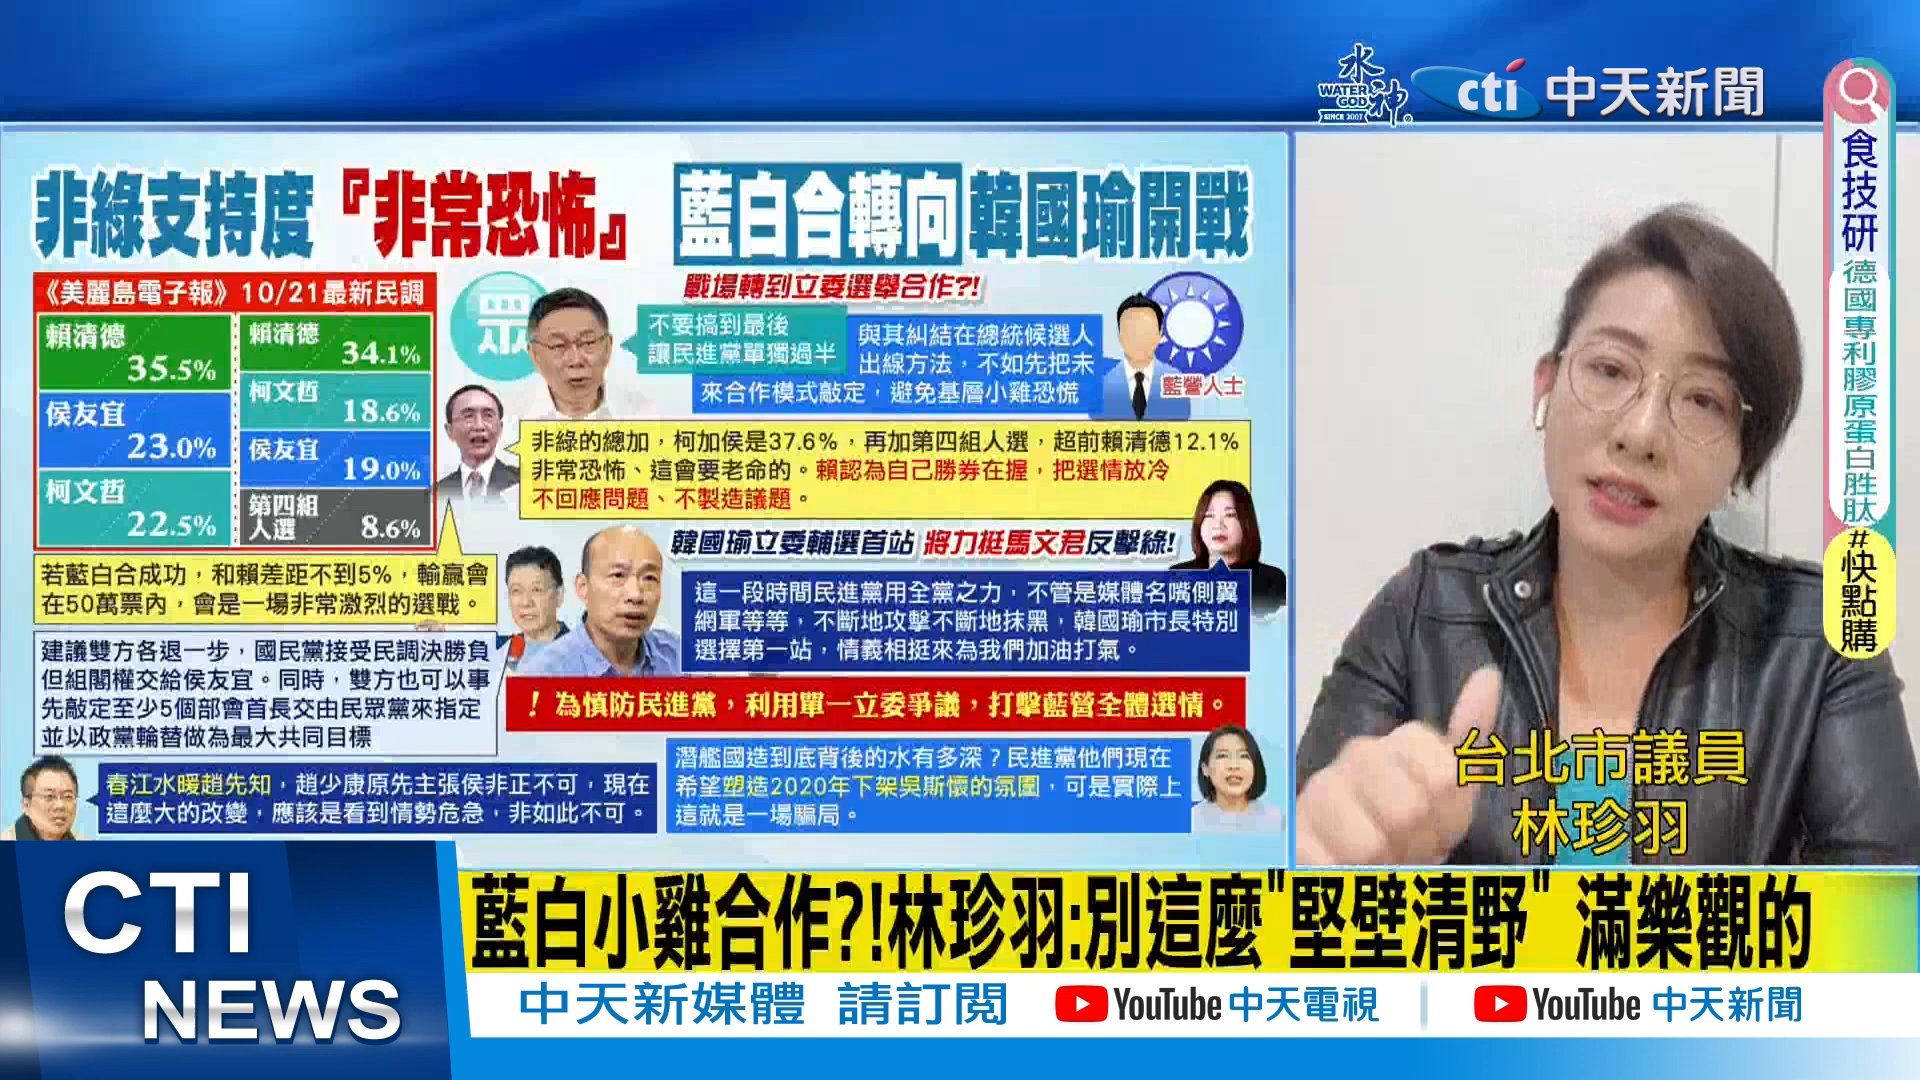 水神
WATER GOD
SINCE 2007
cti 中天新聞
非綠支持度『非常恐怖』 藍白合轉向韓國瑜開戰
《美麗島電子報》10/21最新民調
賴清德
35.5%
侯友宜
23.0%
柯文哲
22.5%
賴清德
34.1%
柯文哲
18.6%
侯友宜
19.0%
第四組
人選
8.6%
戰場轉到立委選舉合作?!
眾
不要搞到最後
讓民進黨單獨過半
與其糾結在總統候選人
出線方法，不如先把未
來合作模式敲定，避免基層小雞恐慌
藍營人士
非綠的總加，柯加侯是37.6%，再加第四組人選，超前賴清德12.1%
非常恐怖、這會要老命的。賴認為自己勝券在握，把選情放冷
不回應問題、不製造議題。
若藍白合成功，和賴差距不到5%，輸贏會
在50萬票內，會是一場非常激烈的選戰。
韓國瑜立委輔選首站 將力挺馬文君反擊綠!
這一段時間民進黨用全黨之力，不管是媒體名嘴側翼
網軍等等，不斷地攻擊不斷地抹黑，韓國瑜市長特別
選擇第一站，情義相挺來為我們加油打氣。
建議雙方各退一步，國民黨接受民調決勝負
但組閣權交給侯友宜。同時，雙方也可以事
先敲定至少5個部會首長交由民眾黨來指定
並以政黨輪替做為最大共同目標
！為慎防民進黨，利用單一立委爭議，打擊藍營全體選情。
春江水暖趙先知，趙少康原先主張侯非正不可，現在
這麼大的改變，應該是看到情勢危急，非如此不可。
潛艦國造到底背後的水有多深？民進黨他們現在
希望塑造2020年下架吳斯懷的氛圍，可是實際上
這就是一場騙局。
台北市議員
林珍羽
食技研
德國專利膠原蛋白胜肽
#快點購
CTI
NEWS
藍白小雞合作?!林珍羽:別這麼"堅壁清野" 滿樂觀的
中天新媒體 請訂閱 YouTube 中天電視 YouTube 中天新聞